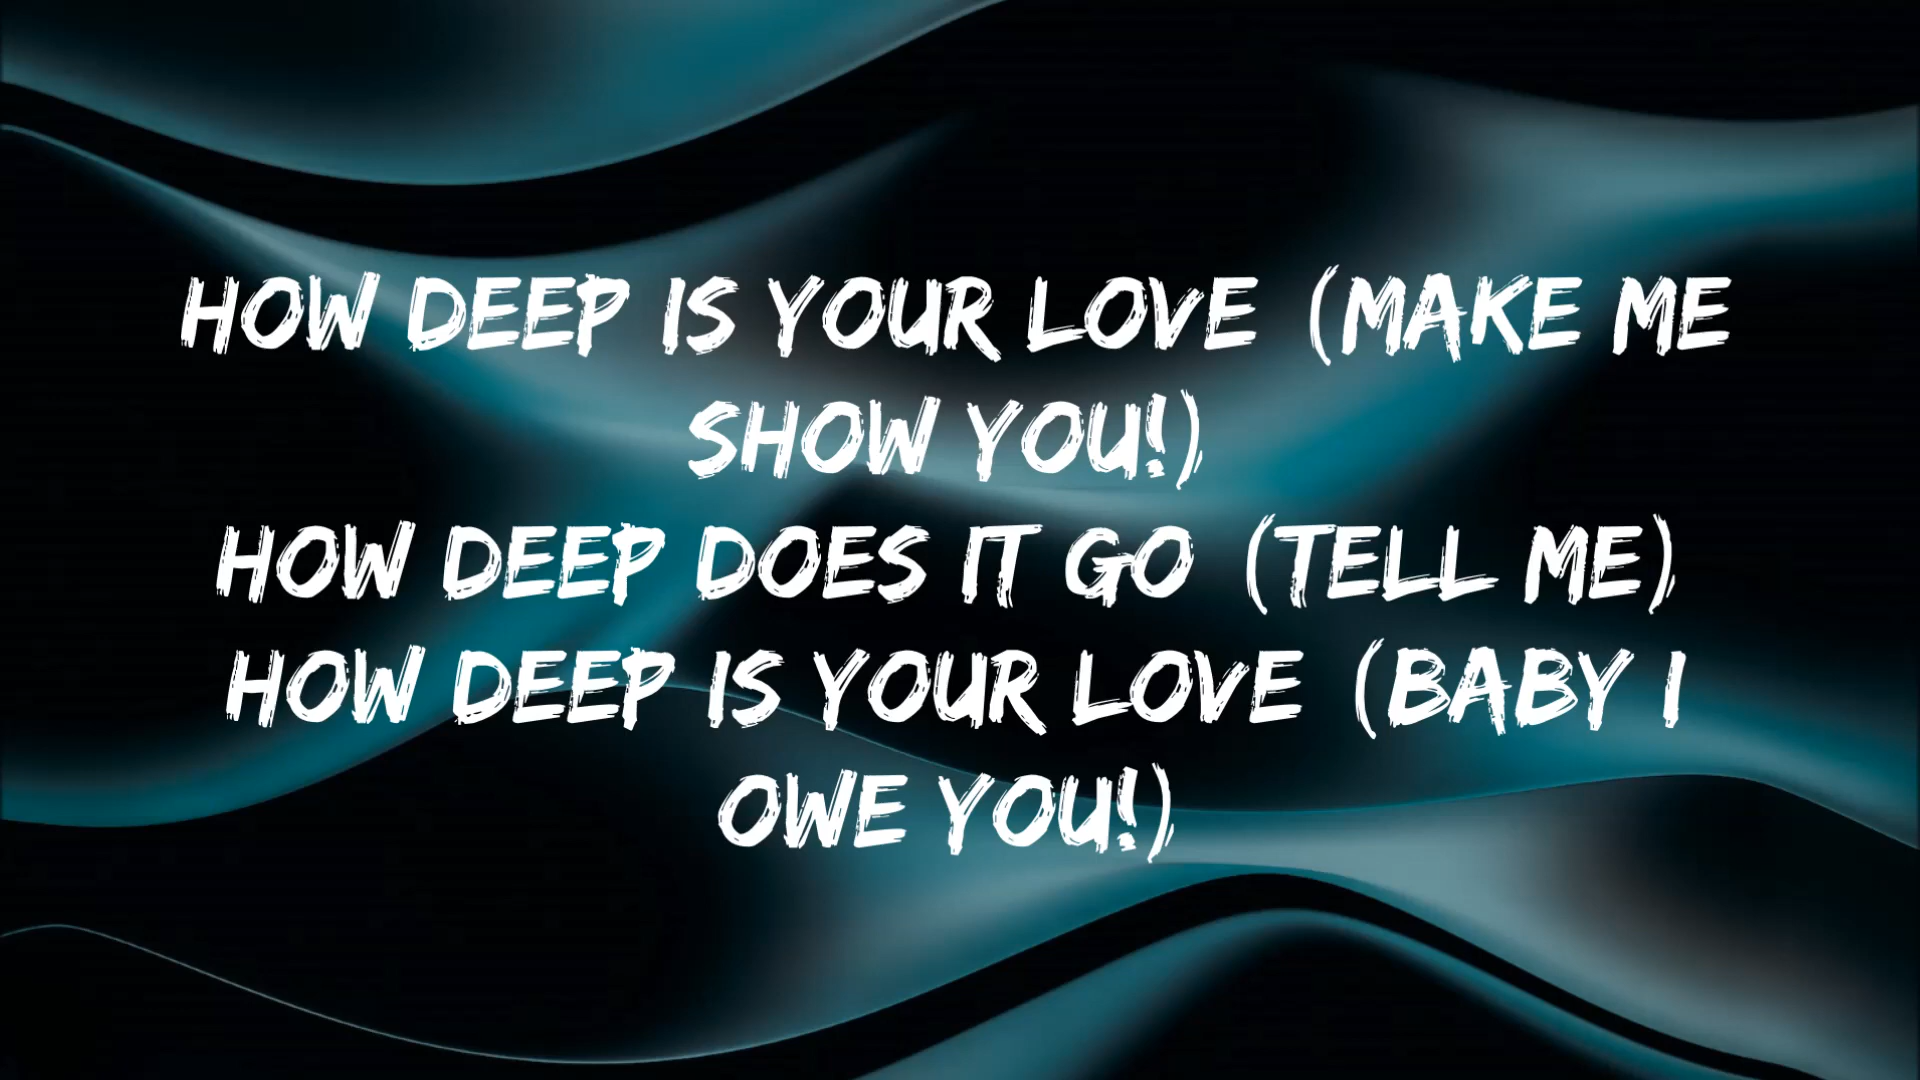 HOW DEEP IS YOUR LOVE (MAKE ME
SHOW YOU!)
HOW DEEP DOES IT GO (TELL ME)
HOW DEEP IS YOUR LOVE (BABY I
OWE YOU!)